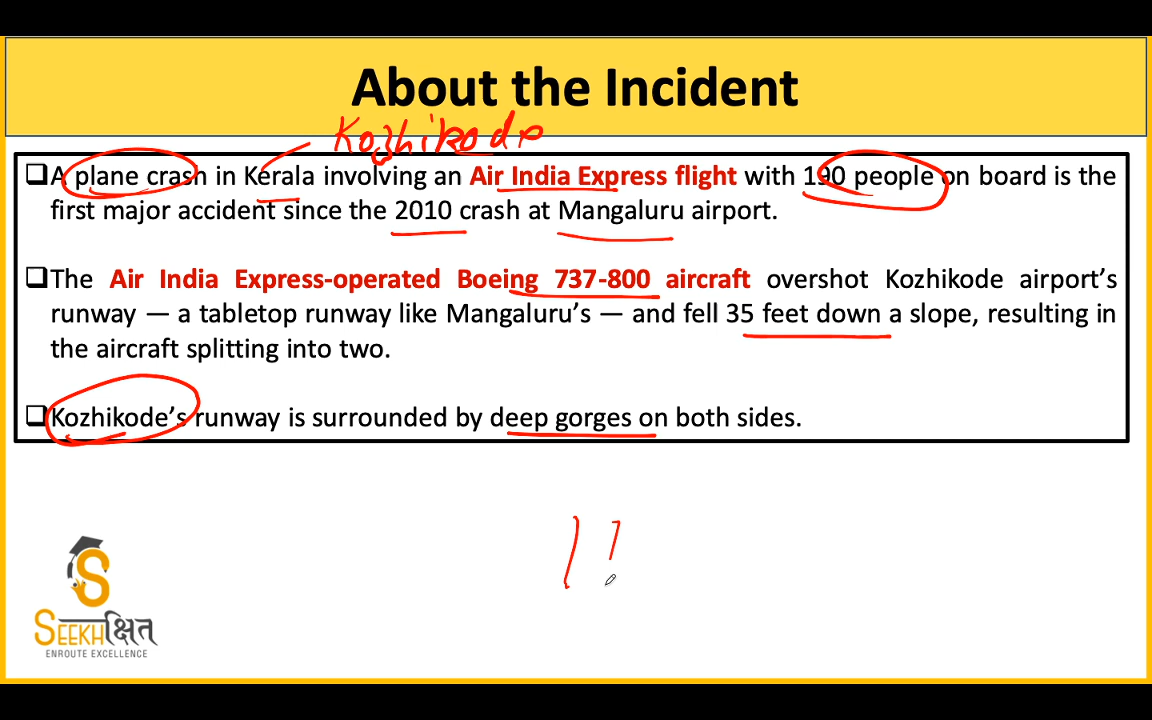 About the Incident
Kozhikode
❑A plane crash in Kerala involving an Air India Express flight with 190 people on board is the
first major accident since the 2010 crash at Mangaluru airport.
❑The Air India Express-operated Boeing 737-800 aircraft overshot Kozhikode airport’s
runway — a tabletop runway like Mangaluru’s — and fell 35 feet down a slope, resulting in
the aircraft splitting into two.
❑Kozhikode’s runway is surrounded by deep gorges on both sides.
SEEKHक्षित
ENROUTE EXCELLENCE